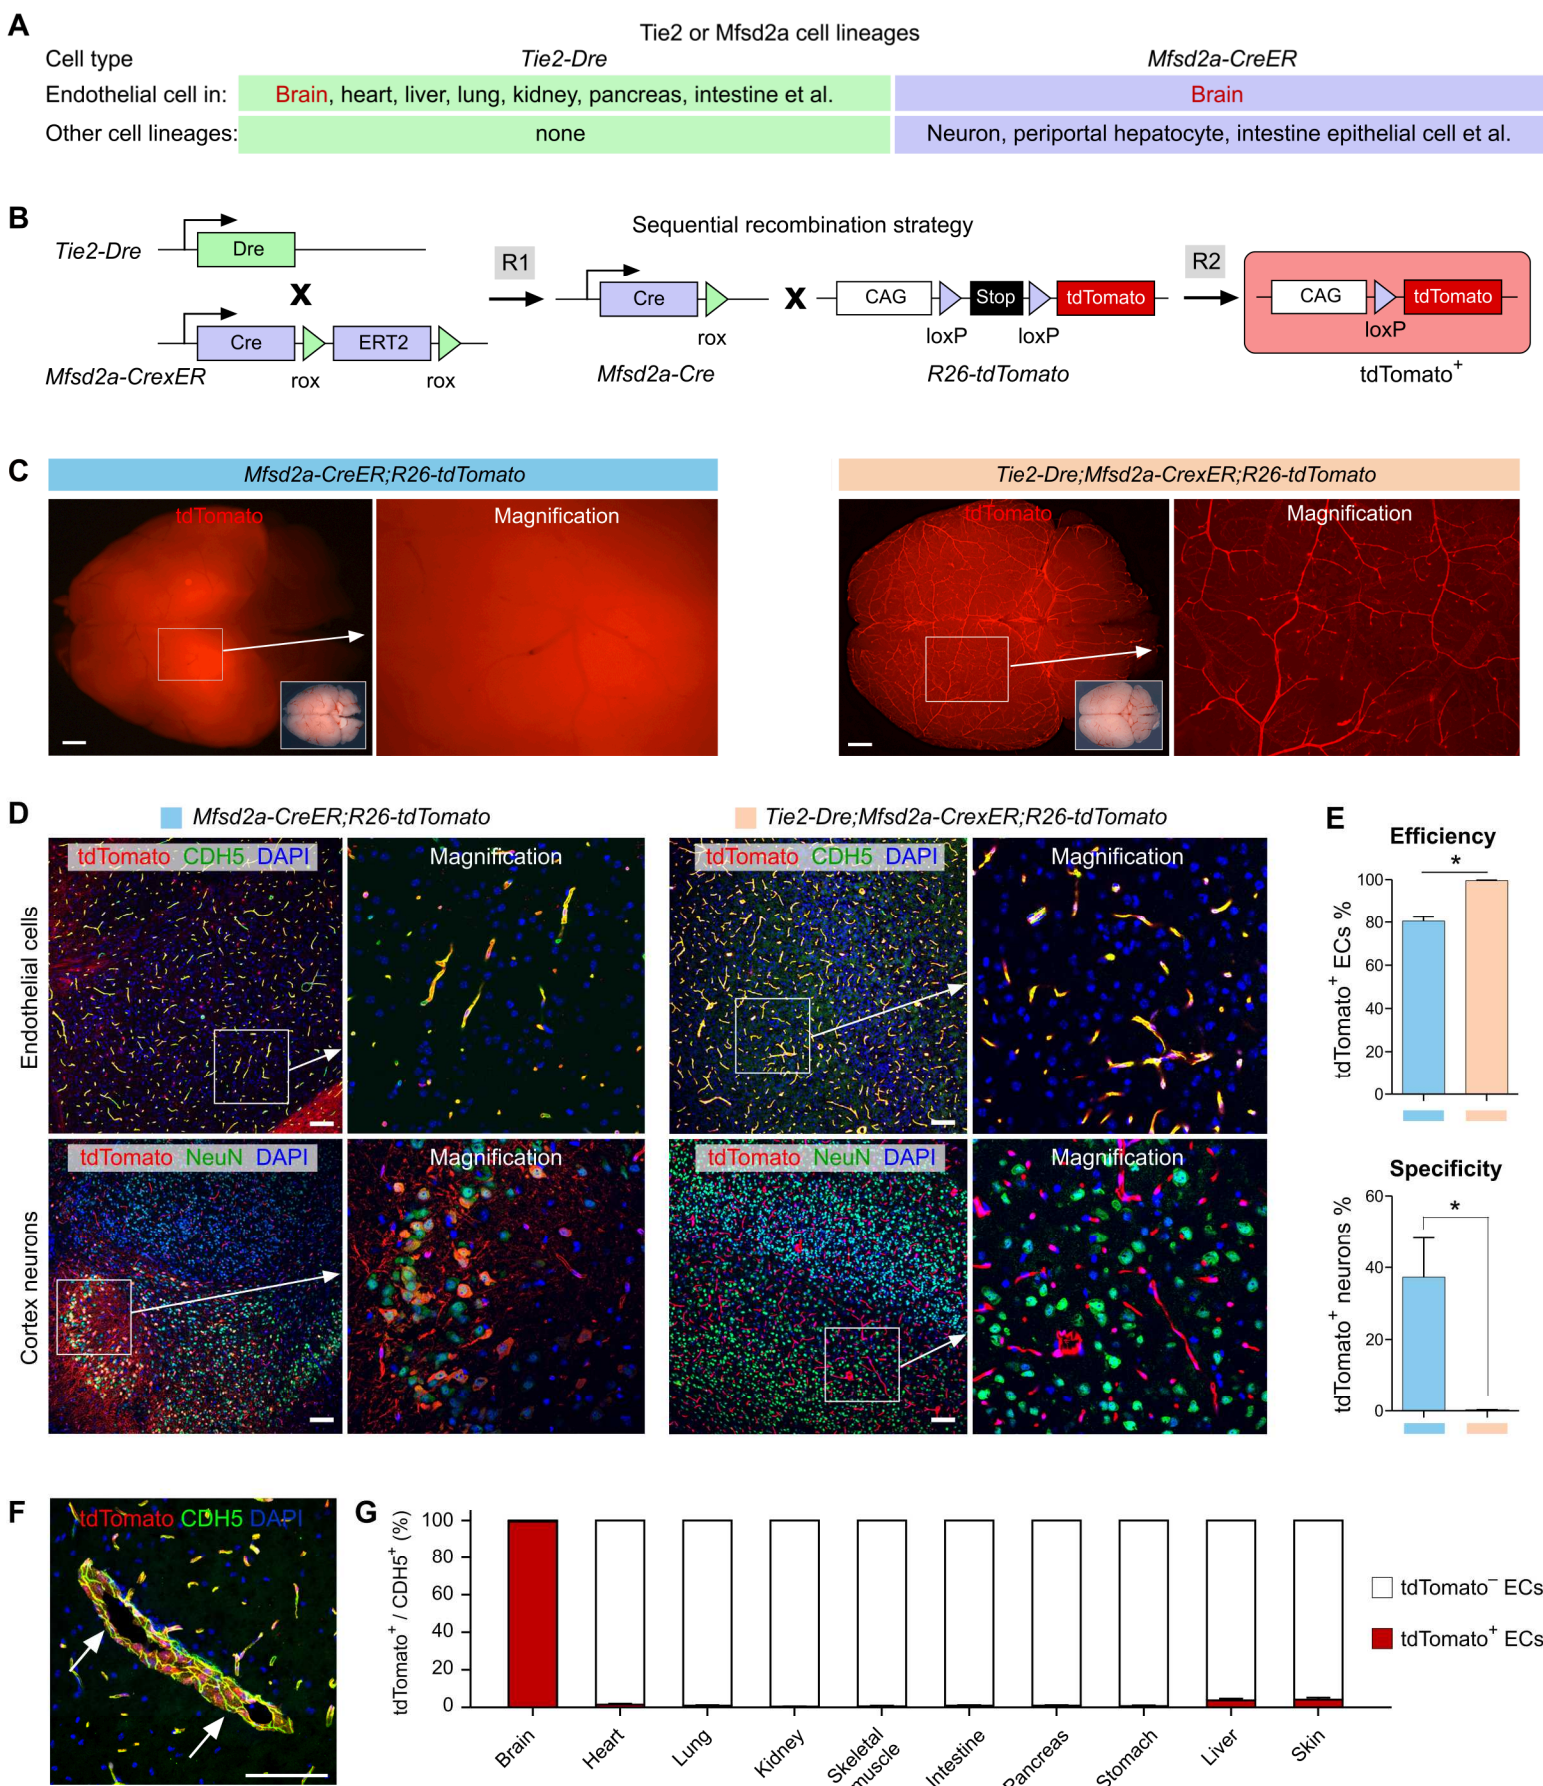 A
Tie2 or Mfsd2a cell lineages
Cell type Tie2-Dre Mfsd2a-CreER
Endothelial cell in: Brain, heart, liver, lung, kidney, pancreas, intestine et al. Brain
Other cell lineages: none Neuron, periportal hepatocyte, intestine epithelial cell et al.
B
Sequential recombination strategy
Tie2-Dre Dre
X
Cre ERT2
rox rox
Mfsd2a-CrexER
R1
Cre
rox
Mfsd2a-Cre
X
CAG Stop tdTomato
loxP loxP
R26-tdTomato
R2
CAG tdTomato
loxP
tdTomato+
C
Mfsd2a-CreER;R26-tdTomato
tdTomato Magnification
Tie2-Dre;Mfsd2a-CrexER;R26-tdTomato
tdTomato Magnification
D
Mfsd2a-CreER;R26-tdTomato Tie2-Dre;Mfsd2a-CrexER;R26-tdTomato
Endothelial cells
tdTomato CDH5 DAPI Magnification tdTomato CDH5 DAPI Magnification
Cortex neurons
tdTomato NeuN DAPI Magnification tdTomato NeuN DAPI Magnification
E
Efficiency
*
tdTomato+ ECs %
100
80
60
40
20
0
Specificity
*
tdTomato+ neurons %
60
40
20
0
F
tdTomato CDH5 DAPI
G
tdTomato+ / CDH5+ (%)
100
80
60
40
20
0
Brain
Heart
Lung
Kidney
Skeletal
muscle
Intestine
Pancreas
Stomach
Liver
Skin
tdTomato– ECs
tdTomato+ ECs